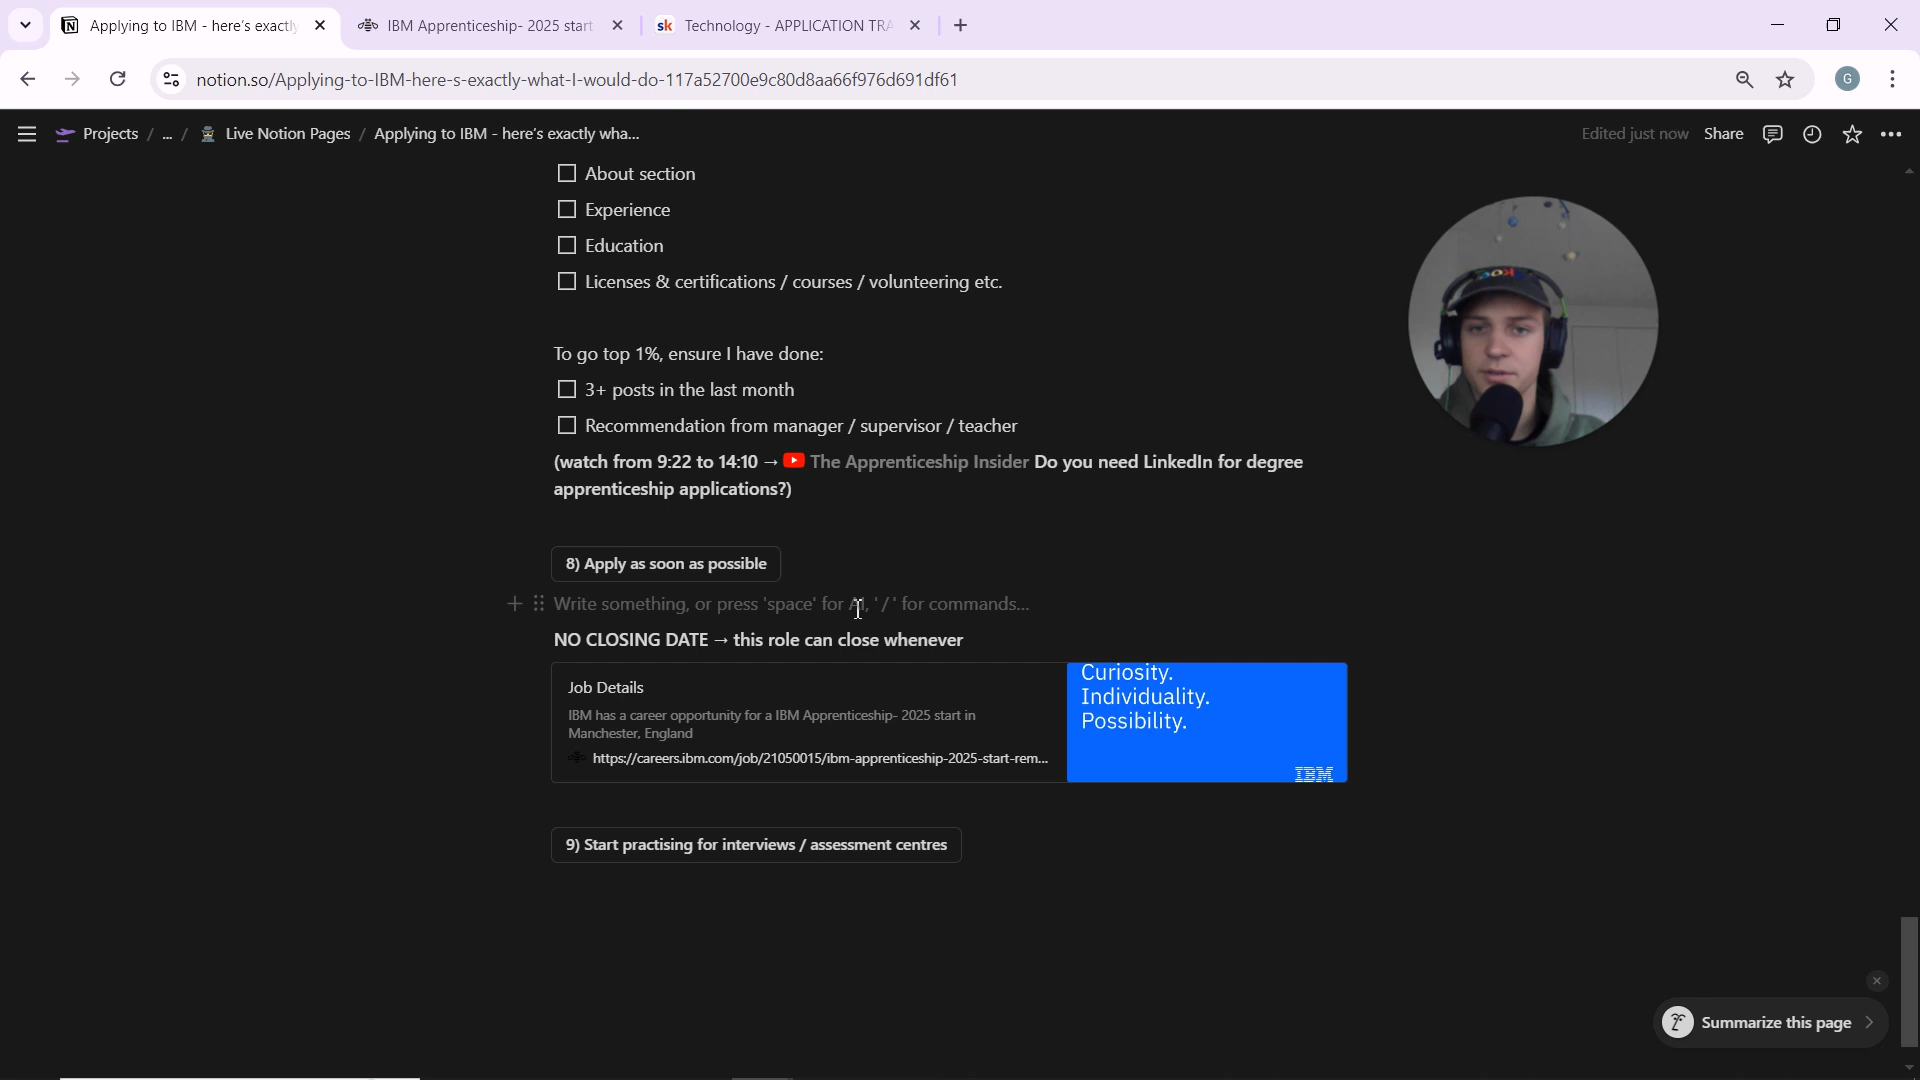 Applying to IBM - here's exactl
IBM Apprenticeship- 2025 start
sk
Technology - APPLICATION TRA
notion.so/Applying-to-IBM-here-s-exactly-what-I-would-do-117a52700e9c80d8aa66f976d691df61
G
Projects / ... / Live Notion Pages / Applying to IBM - here's exactly wha...
Edited just now
Share
About section
Experience
Education
Licenses & certifications / courses / volunteering etc.
To go top 1%, ensure I have done:
3+ posts in the last month
Recommendation from manager / supervisor / teacher
(watch from 9:22 to 14:10 → The Apprenticeship Insider Do you need LinkedIn for degree
apprenticeship applications?)
8) Apply as soon as possible
Write something, or press 'space' for AI, '/' for commands...
NO CLOSING DATE → this role can close whenever
Job Details
IBM has a career opportunity for a IBM Apprenticeship- 2025 start in
Manchester, England
https://careers.ibm.com/job/21050015/ibm-apprenticeship-2025-start-rem...
Curiosity.
Individuality.
Possibility.
IBM
9) Start practising for interviews / assessment centres
Summarize this page